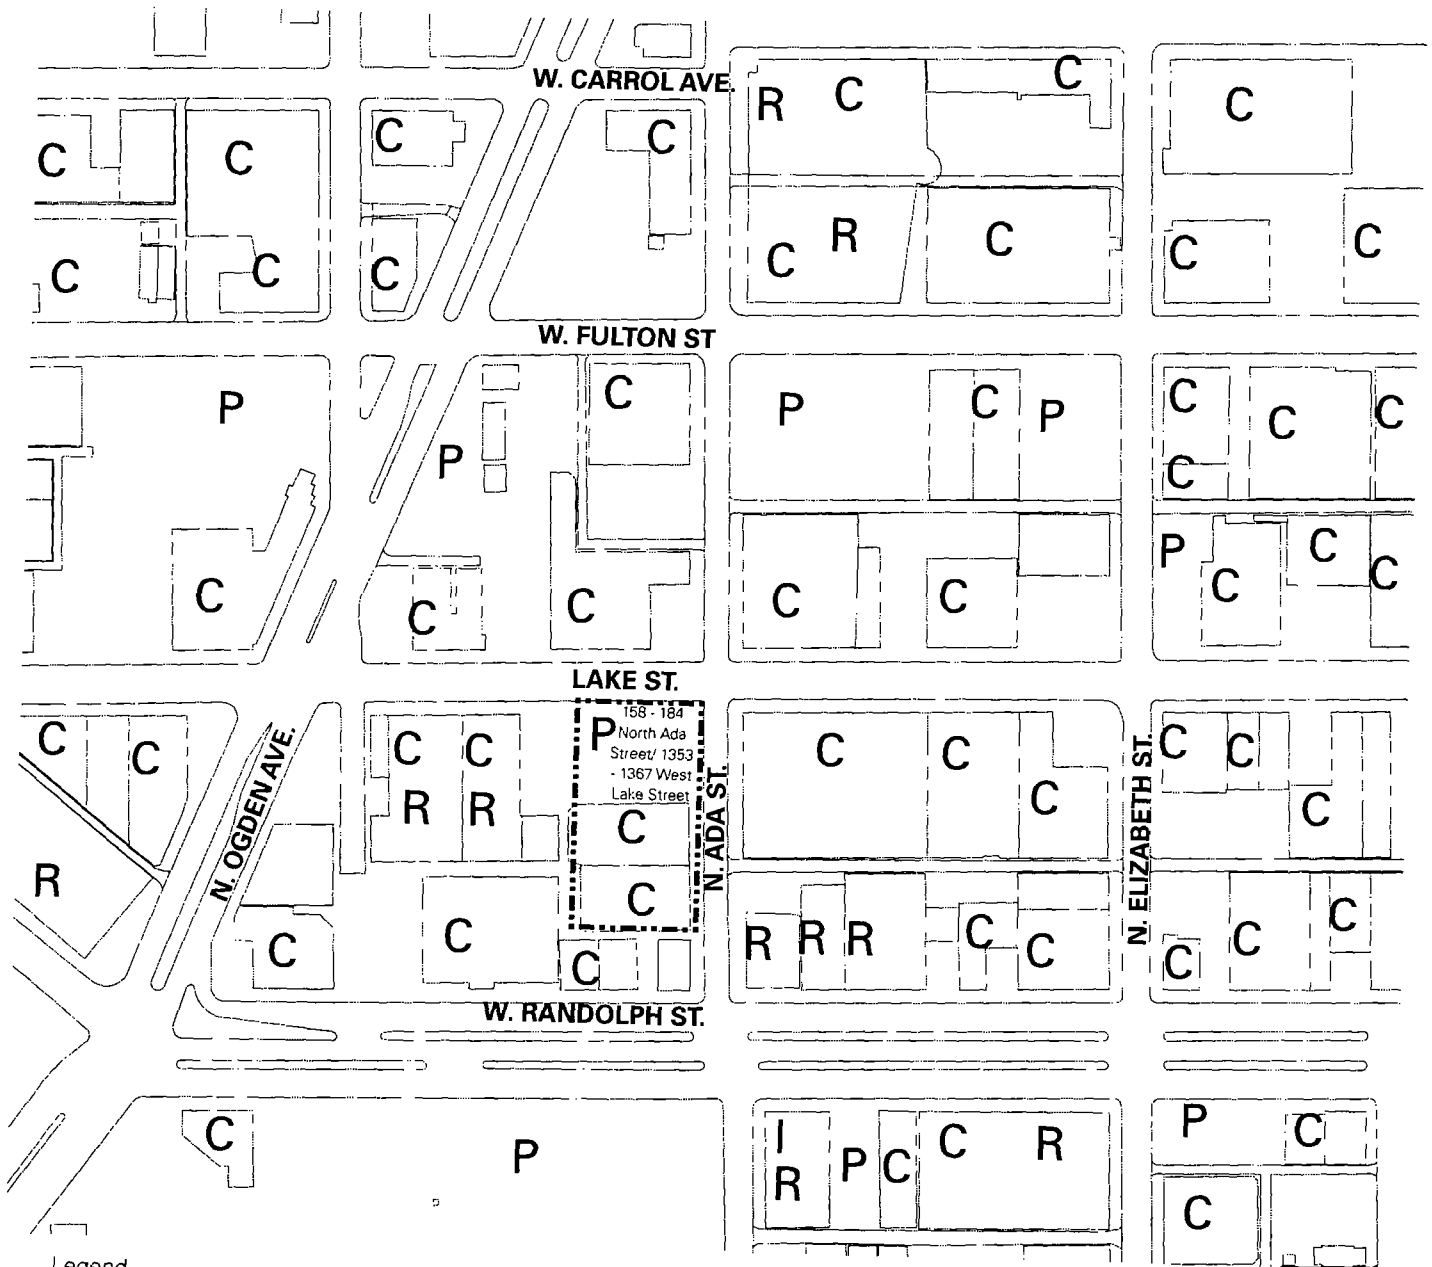 W. CARROL AVE.
R C C C
C C C C
C R C C C
C C C
W. FULTON ST
P C P C P C C C
P C
P C C
C C C C C C
LAKE ST.
158 - 184
P North Ada
Street/ 1353
- 1367 West
Lake Street
C C C C C C C C C
N. OGDEN AVE.
N. ADA ST.
N. ELIZABETH ST.
R R C C C
R C
C C C R R R C C C C C
C
W. RANDOLPH ST.
C P I P C C R P C
R C
Legend